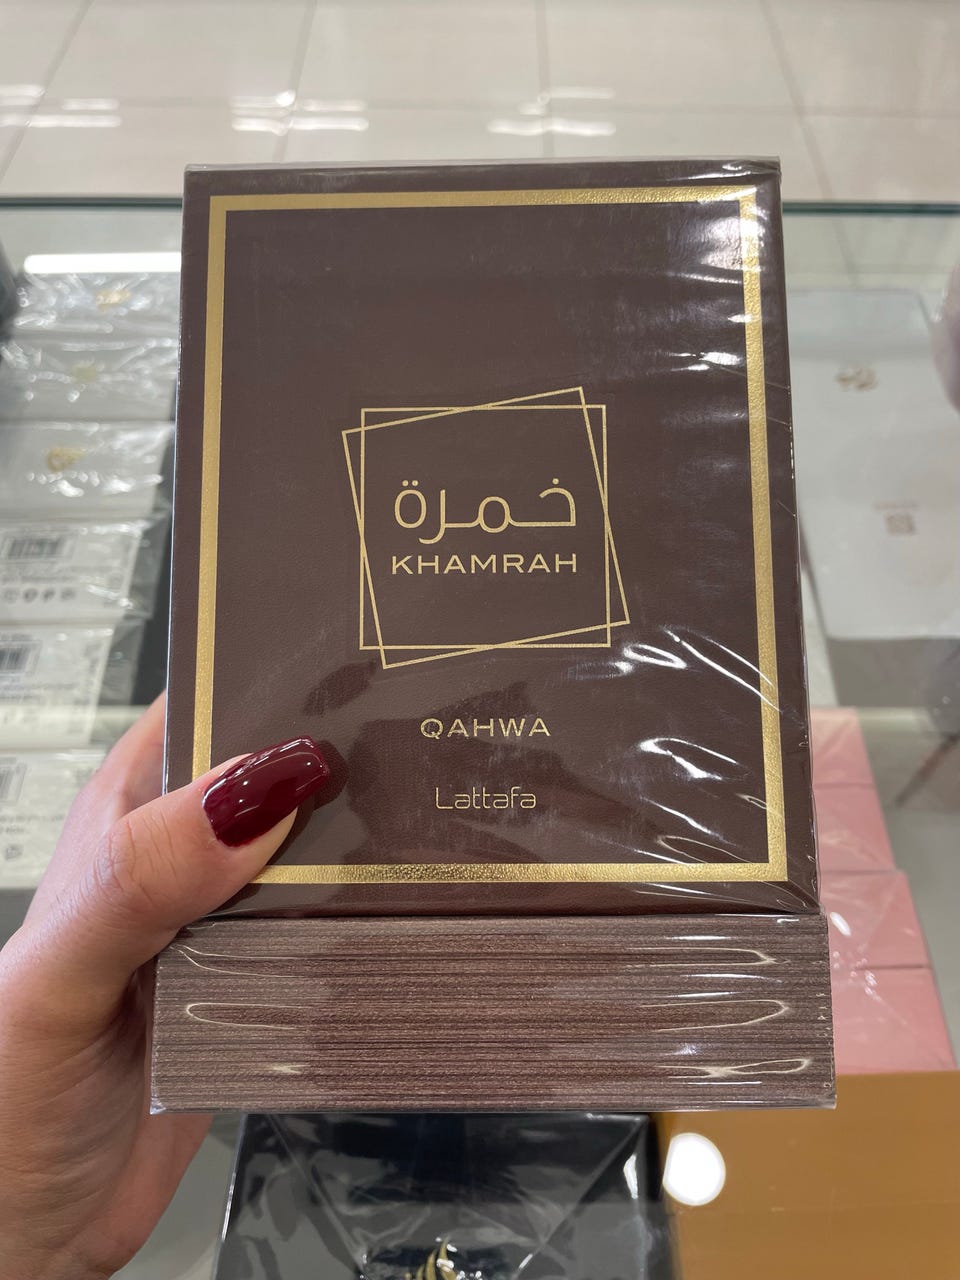 خمرة
KHAMRAH
QAHWA
Lattafa